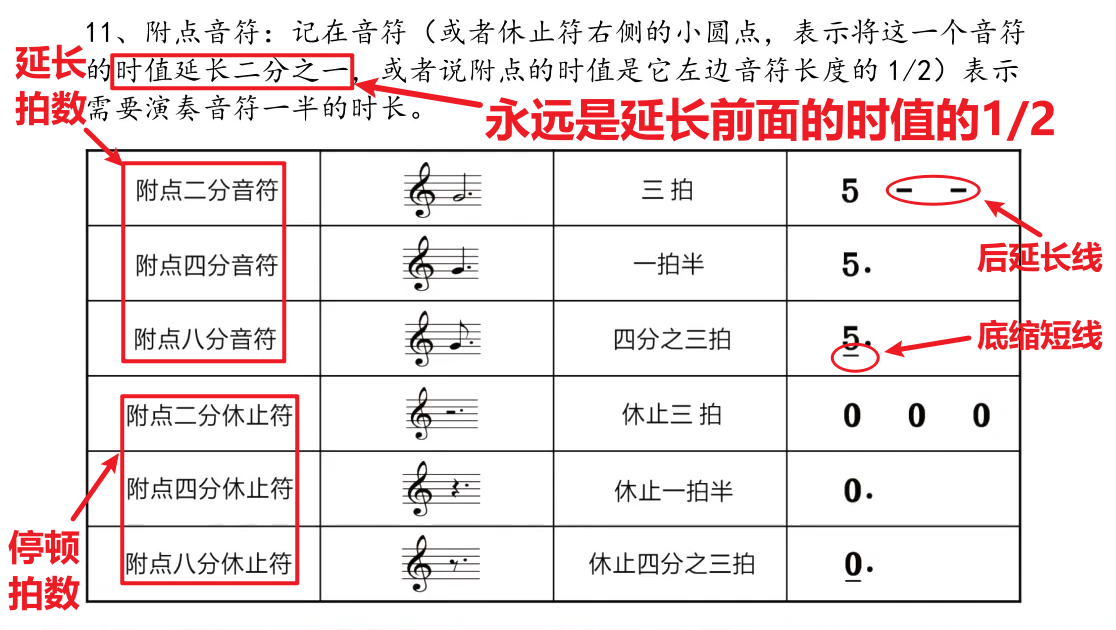 11、附点音符：记在音符（或者休止符右侧的小圆点，表示将这一个音符
的时值延长二分之一，或者说附点的时值是它左边音符长度的 1/2）表示
需要演奏音符一半的时长。
延长
拍数
永远是延长前面的时值的1/2
附点二分音符 三 拍 5 - -
后延长线
附点四分音符 一拍半 5.
附点八分音符 四分之三拍 5.
底缩短线
附点二分休止符 休止三 拍 0 0 0
附点四分休止符 休止一拍半 0.
附点八分休止符 休止四分之三拍 0.
停顿
拍数